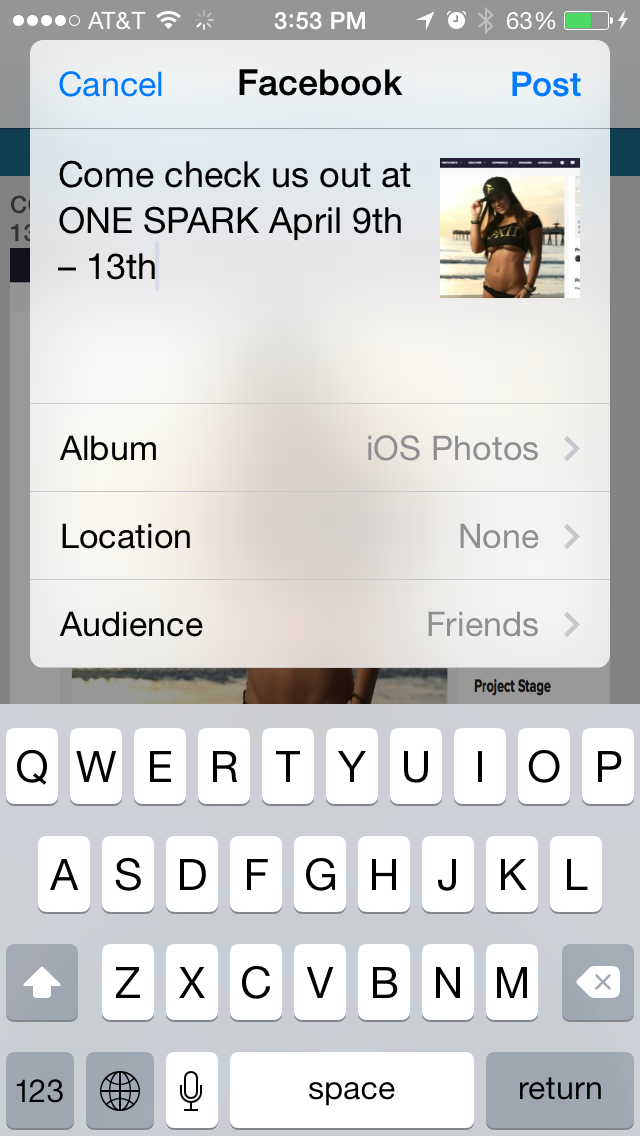 AT&T 3:53 PM 63%
Cancel Facebook Post
Come check us out at
ONE SPARK April 9th
– 13th
Album iOS Photos
Location None
Audience Friends
Project Stage
Q W E R T Y U I O P
A S D F G H J K L
Z X C V B N M
123 space return